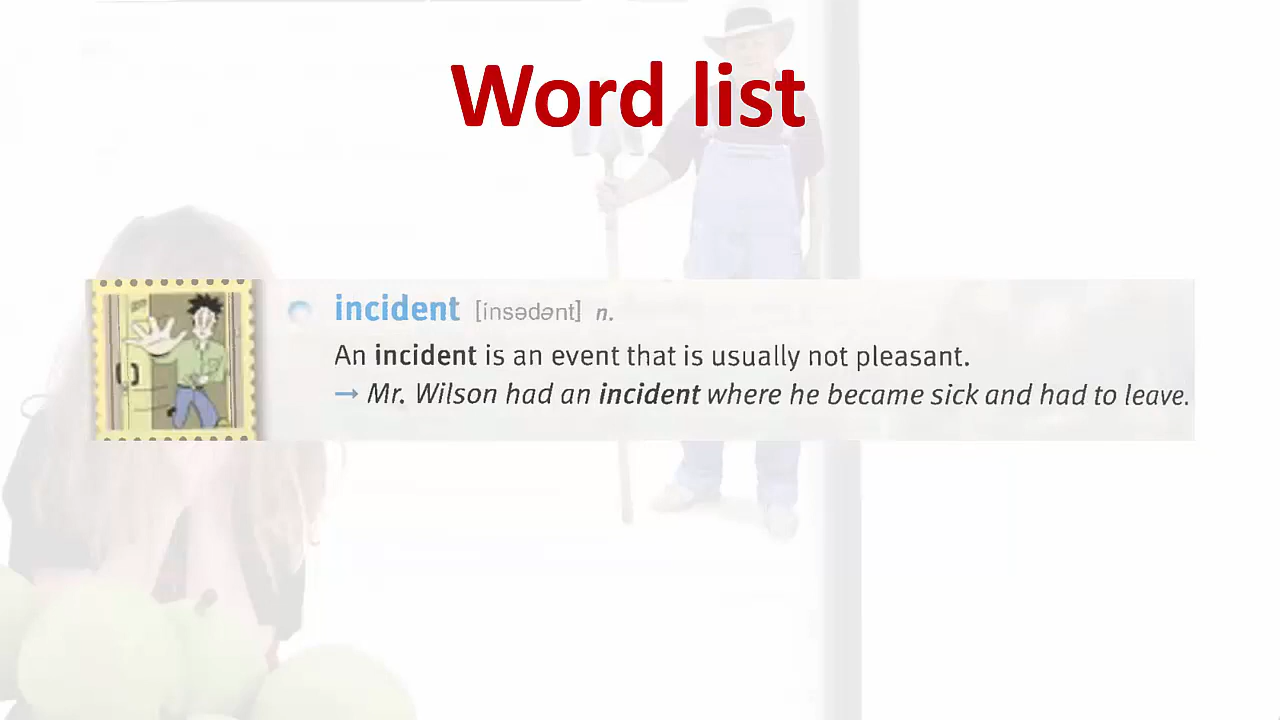 Word list
incident [ínsədənt] n.
An incident is an event that is usually not pleasant.
→ Mr. Wilson had an incident where he became sick and had to leave.